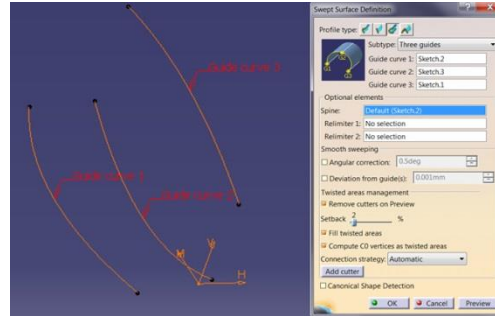 Guide curve 3
Guide curve 1
Guide curve 2
V
H
Swept Surface Definition
? X
Profile type:
Subtype: Three guides
Guide curve 1: Sketch.2
Guide curve 2: Sketch.3
Guide curve 3: Sketch.1
Optional elements
Spine: Default (Sketch.2)
Relimiter 1: No selection
Relimiter 2: No selection
Smooth sweeping
Angular correction: 0.5deg
Deviation from guide(s): 0.001mm
Twisted areas management
Remove cutters on Preview
Setback 2 %
Fill twisted areas
Compute C0 vertices as twisted areas
Connection strategy: Automatic
Add cutter
Canonical Shape Detection
OK Cancel Preview